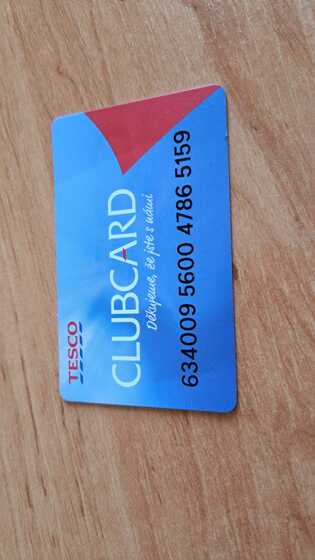 TESCO
CLUBCARD
Děkujeme, že jste s námi
634009 5600 4786 5159